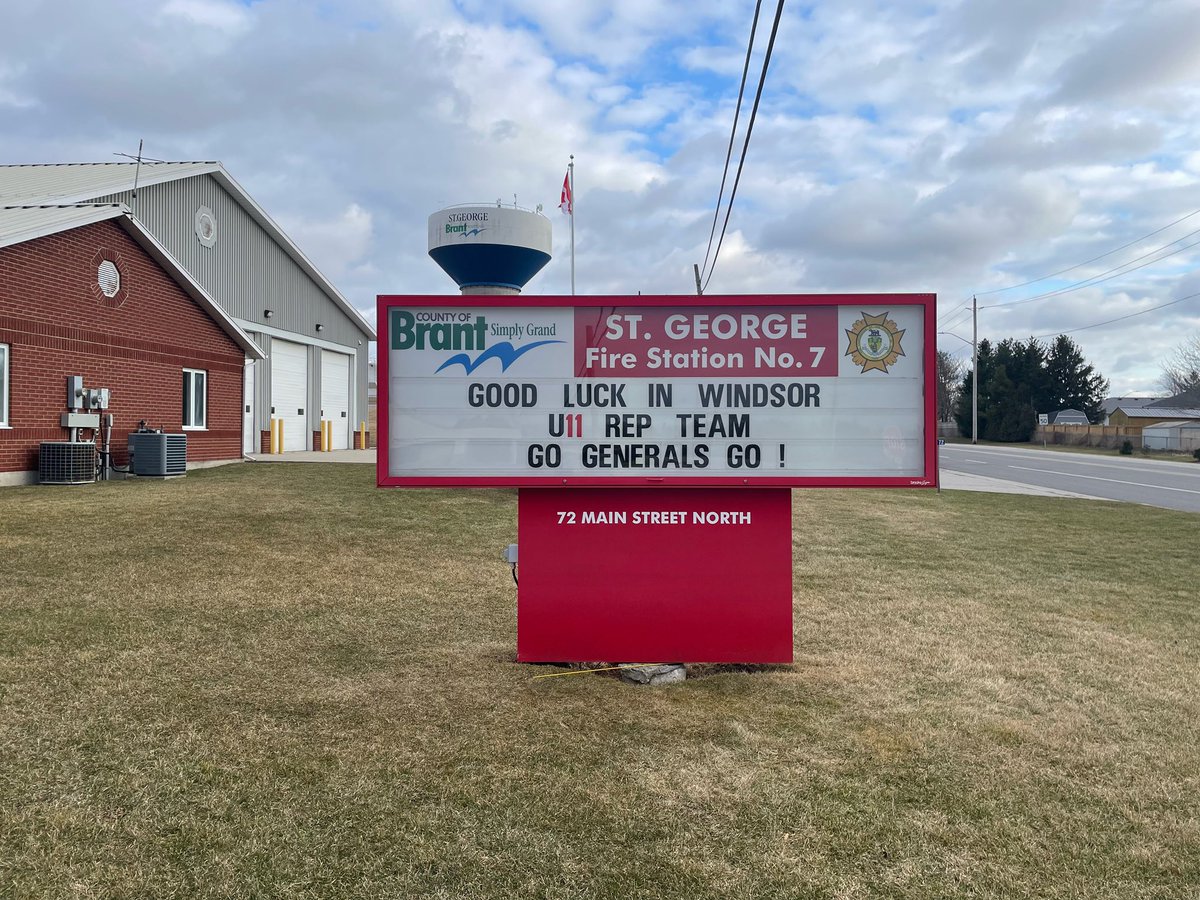 ST.GEORGE
Brant
COUNTY OF
Brant Simply Grand
ST. GEORGE
Fire Station No. 7
GOOD LUCK IN WINDSOR
U11 REP TEAM
GO GENERALS GO !
72 MAIN STREET NORTH
50